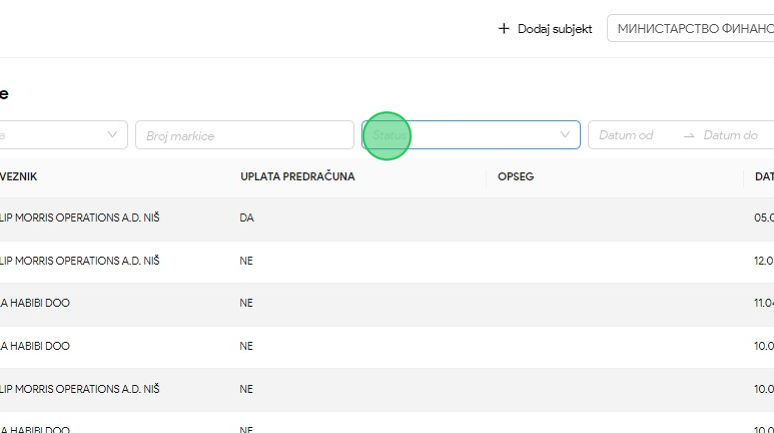 + Dodaj subjekt МИНИСТАРСТВО ФИНАНС
e
a Broj markice Status Datum od → Datum do
VEZNIK UPLATA PREDRAČUNA OPSEG DAT
LIP MORRIS OPERATIONS A.D. NIŠ DA 05.0
LIP MORRIS OPERATIONS A.D. NIŠ NE 12.0
A HABIBI DOO NE 11.04
A HABIBI DOO NE 10.0
LIP MORRIS OPERATIONS A.D. NIŠ NE 10.0
A HABIBI DOO NE 10.0